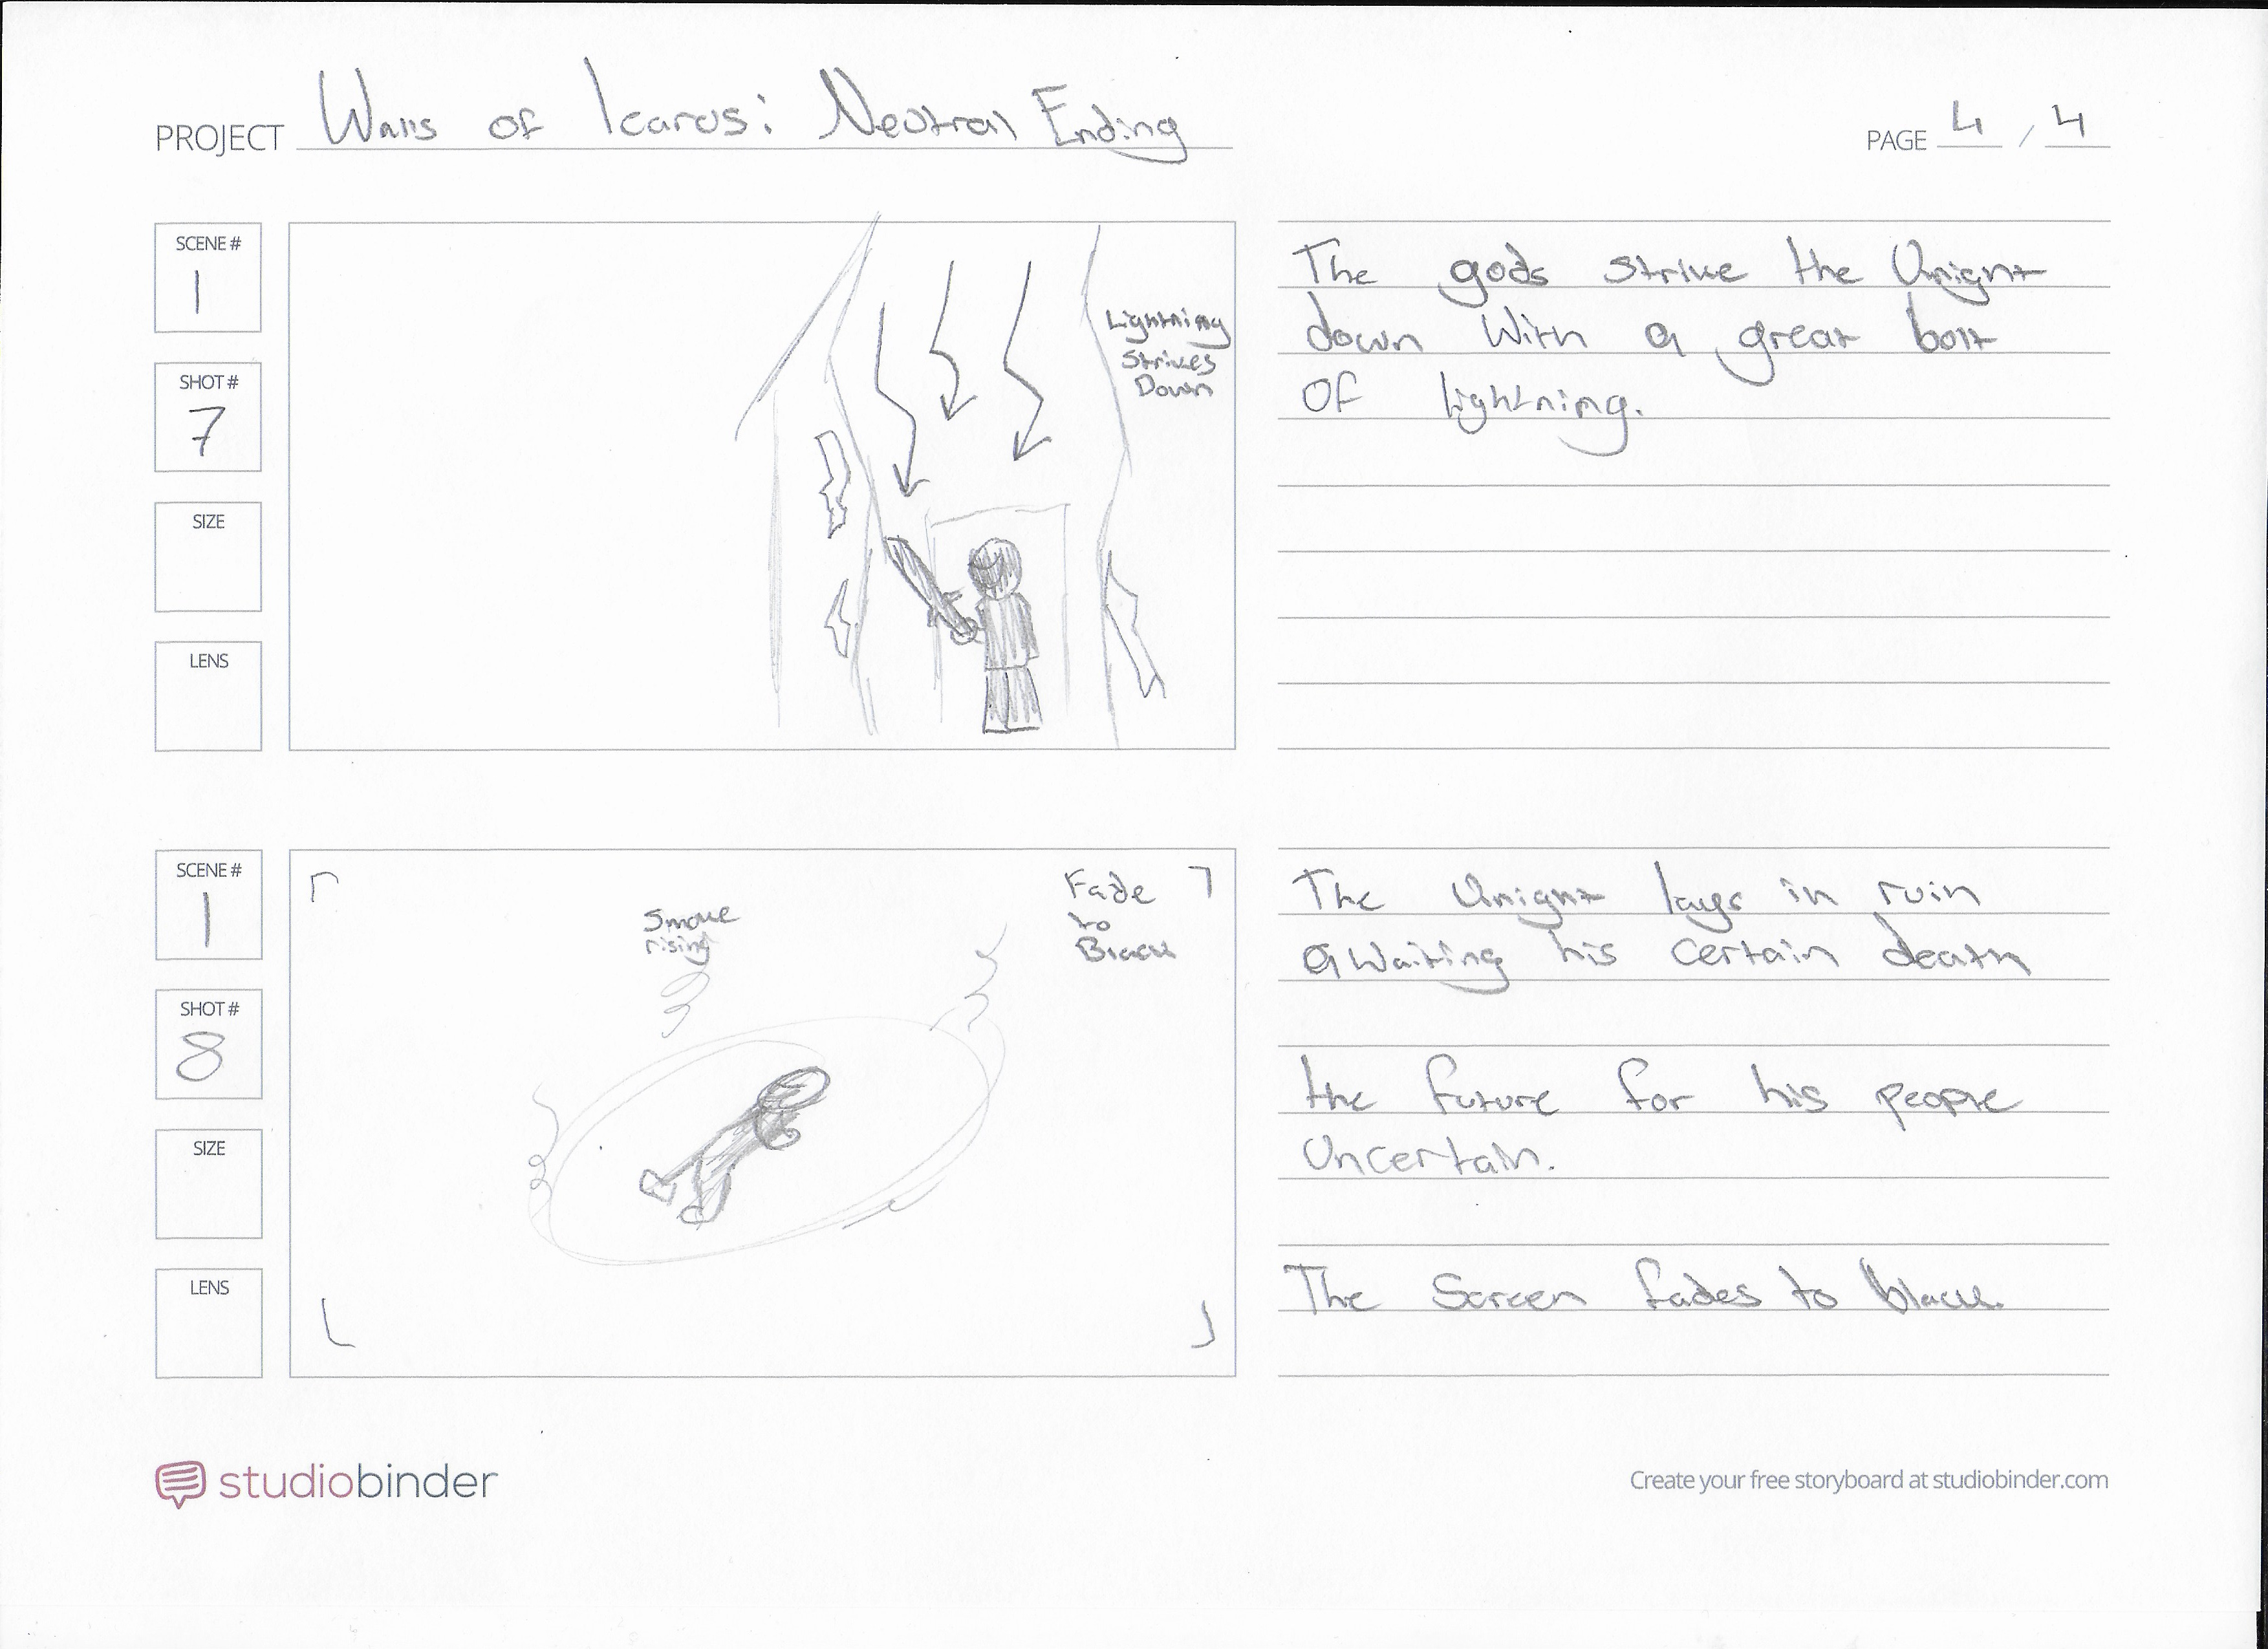 PROJECT Walls of Icarus: Neutral Ending
PAGE 4 / 4
SCENE #
1
SHOT #
7
SIZE
LENS
Lightning
Strikes
Down
The gods strike the Knight
down with a great bolt
of lightning.
SCENE #
1
SHOT #
8
SIZE
LENS
Smoke
rising
Fade
to
Black
The Knight lays in ruin
awaiting his certain death
the future for his people
uncertain.
The Screen fades to black.
studiobinder
Create your free storyboard at studiobinder.com